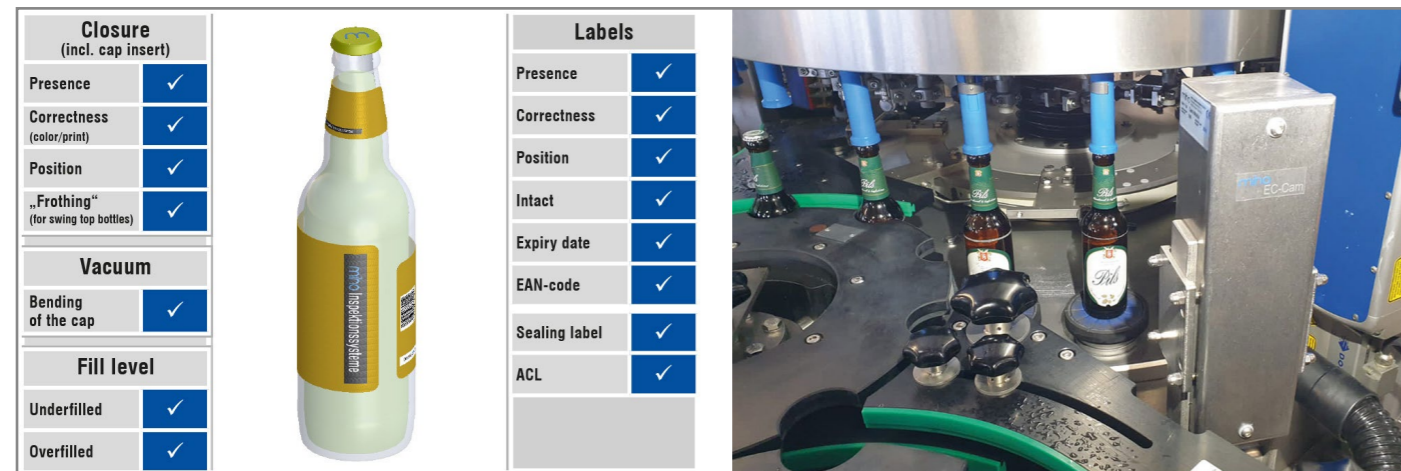 Closure
(incl. cap insert)
Presence
✓
Correctness
(color/print)
✓
Position
✓
„Frothing“
(for swing top bottles)
✓
Vacuum
Bending
of the cap
✓
Fill level
Underfilled
✓
Overfilled
✓
m
miho Inspektionssysteme
Labels
Presence
✓
Correctness
✓
Position
✓
Intact
✓
Expiry date
✓
EAN-code
✓
Sealing label
✓
ACL
✓
miho
EC-Cam
Pils
Pils
Pils
Pils